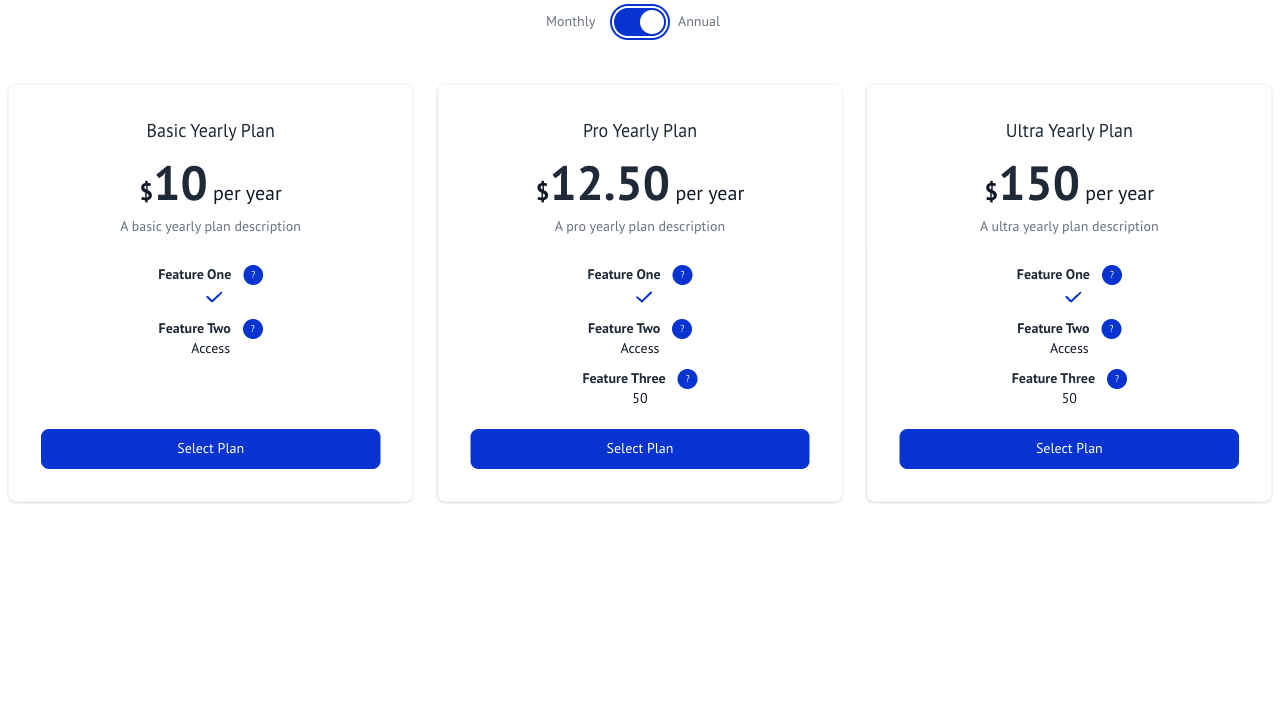 Monthly Annual
Basic Yearly Plan
$10 per year
A basic yearly plan description
Feature One ?
Feature Two ?
Access
Select Plan
Pro Yearly Plan
$12.50 per year
A pro yearly plan description
Feature One ?
Feature Two ?
Access
Feature Three ?
50
Select Plan
Ultra Yearly Plan
$150 per year
A ultra yearly plan description
Feature One ?
Feature Two ?
Access
Feature Three ?
50
Select Plan